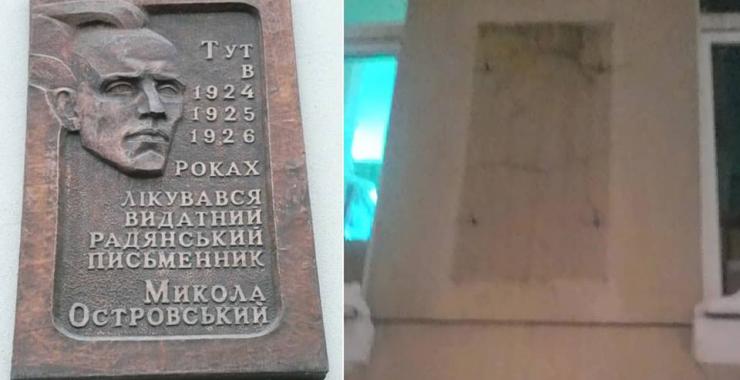 Тут
в
1924
1925
1926
роках
лікувався
видатний
радянський
письменник
Микола
Островський